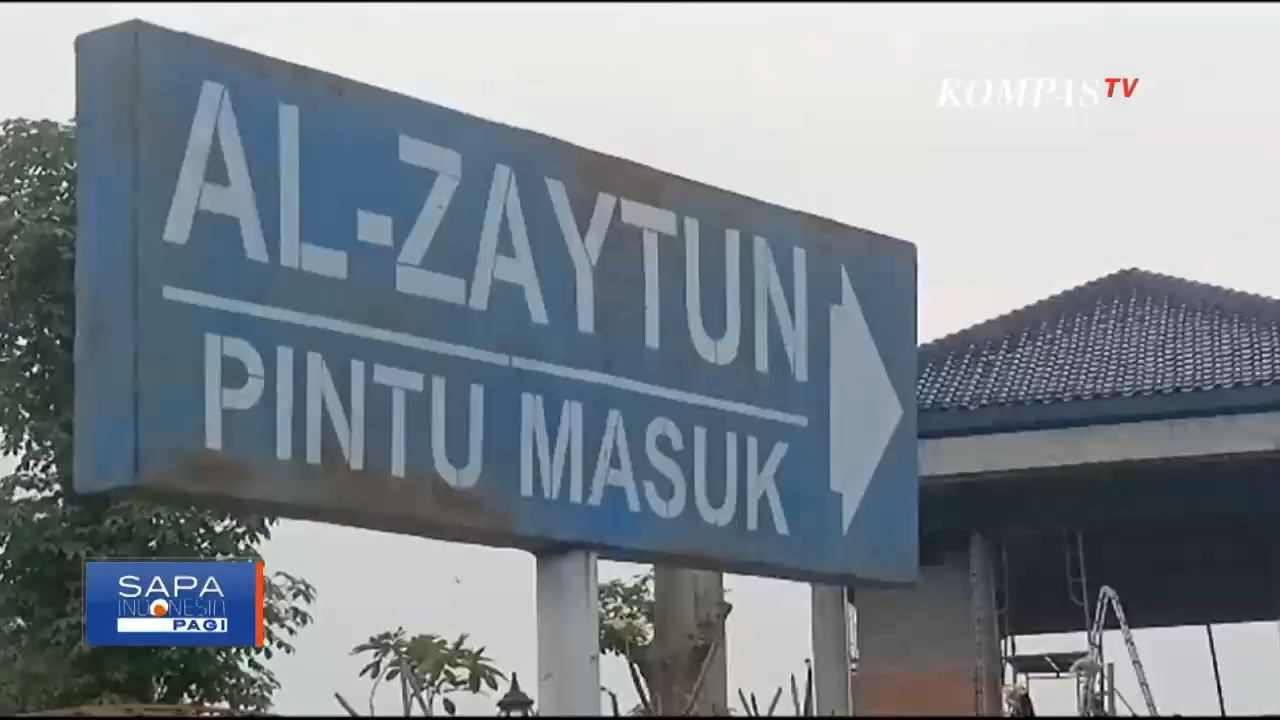 KOMPASTV
AL-ZAYTUN
PINTU MASUK
SAPA
INDONESIA
PAGI